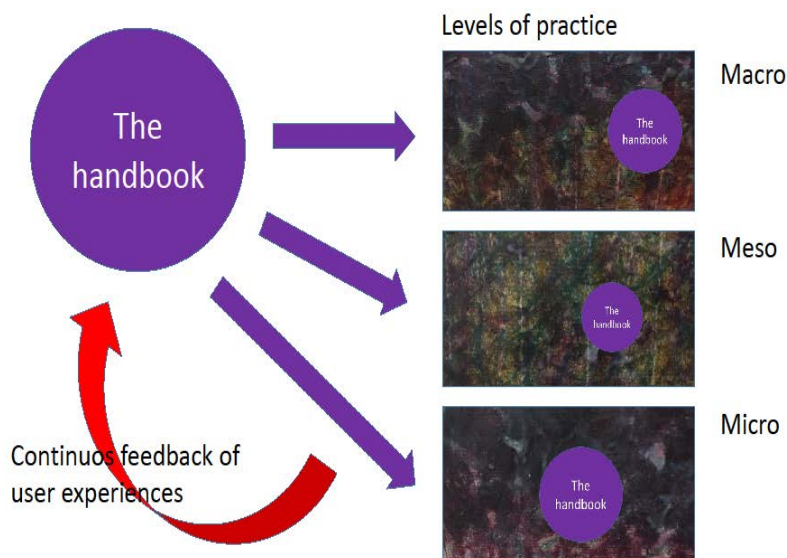 Levels of practice
The
handbook
Macro
The
handbook
Meso
The
handbook
Micro
The
handbook
Continuos feedback of
user experiences